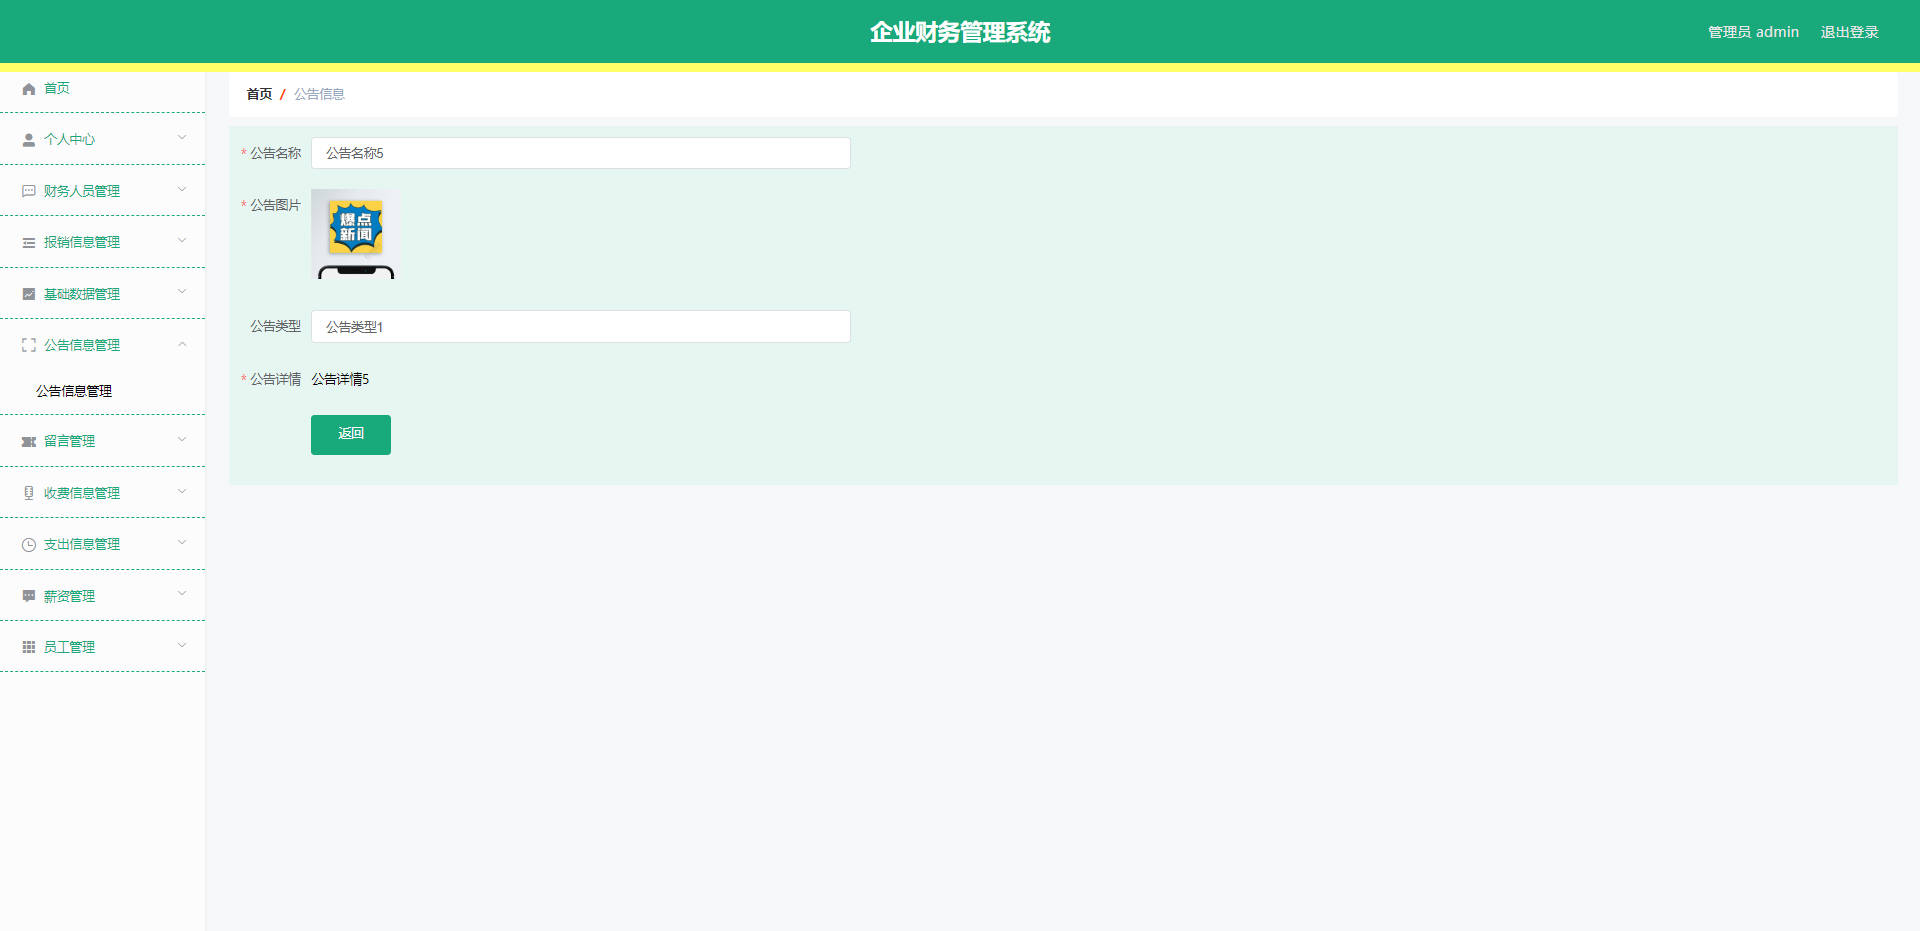 企业财务管理系统
管理员 admin 退出登录
首页
个人中心
财务人员管理
报销信息管理
基础数据管理
公告信息管理
公告信息管理
留言管理
收费信息管理
支出信息管理
薪资管理
员工管理
首页 / 公告信息
* 公告名称 公告名称5
* 公告图片
爆点
新闻
公告类型 公告类型1
* 公告详情 公告详情5
返回